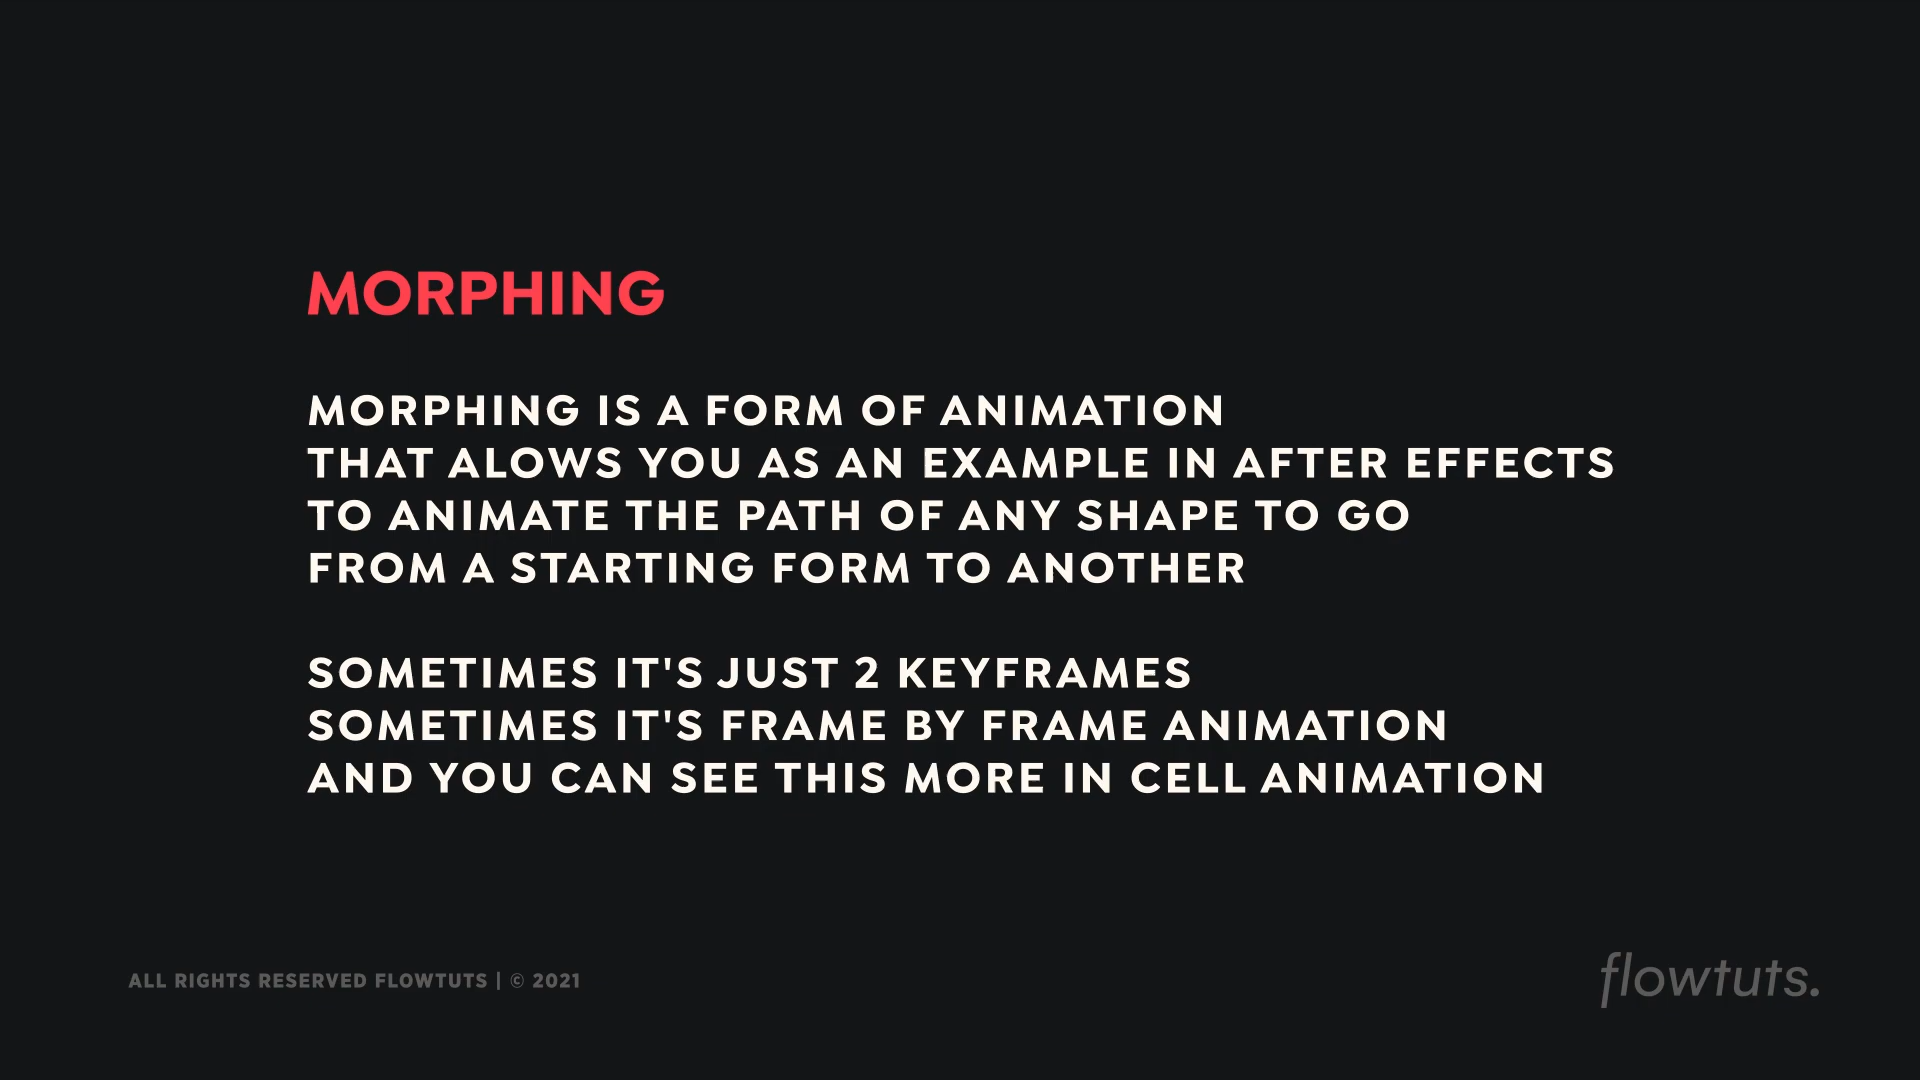 MORPHING
MORPHING IS A FORM OF ANIMATION
THAT ALOWS YOU AS AN EXAMPLE IN AFTER EFFECTS
TO ANIMATE THE PATH OF ANY SHAPE TO GO
FROM A STARTING FORM TO ANOTHER
SOMETIMES IT'S JUST 2 KEYFRAMES
SOMETIMES IT'S FRAME BY FRAME ANIMATION
AND YOU CAN SEE THIS MORE IN CELL ANIMATION
ALL RIGHTS RESERVED FLOWTUTS | © 2021
flowtuts.